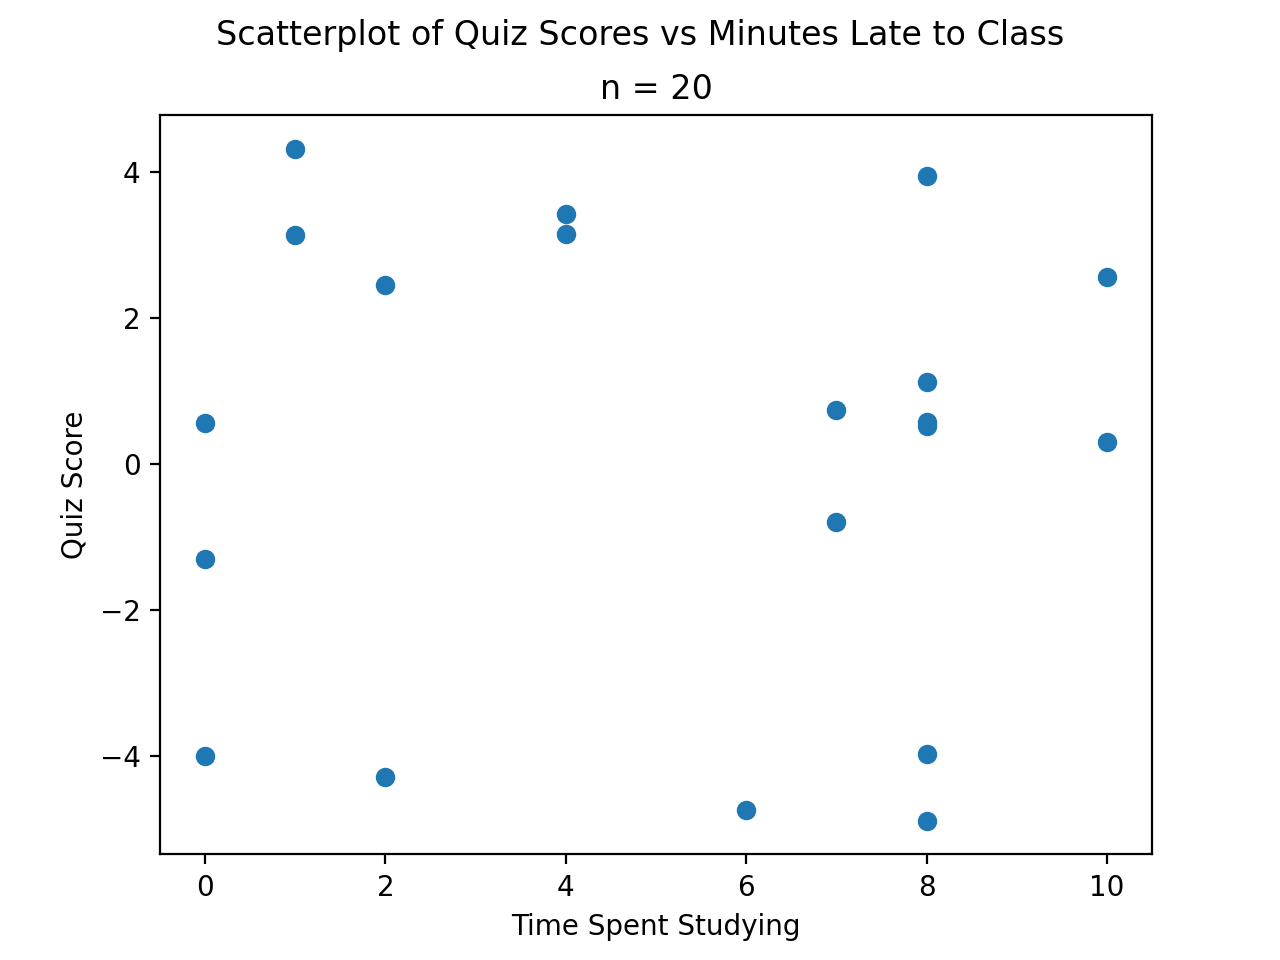 Scatterplot of Quiz Scores vs Minutes Late to Class
n = 20
4
2
0
−2
−4
Quiz Score
0 2 4 6 8 10
Time Spent Studying